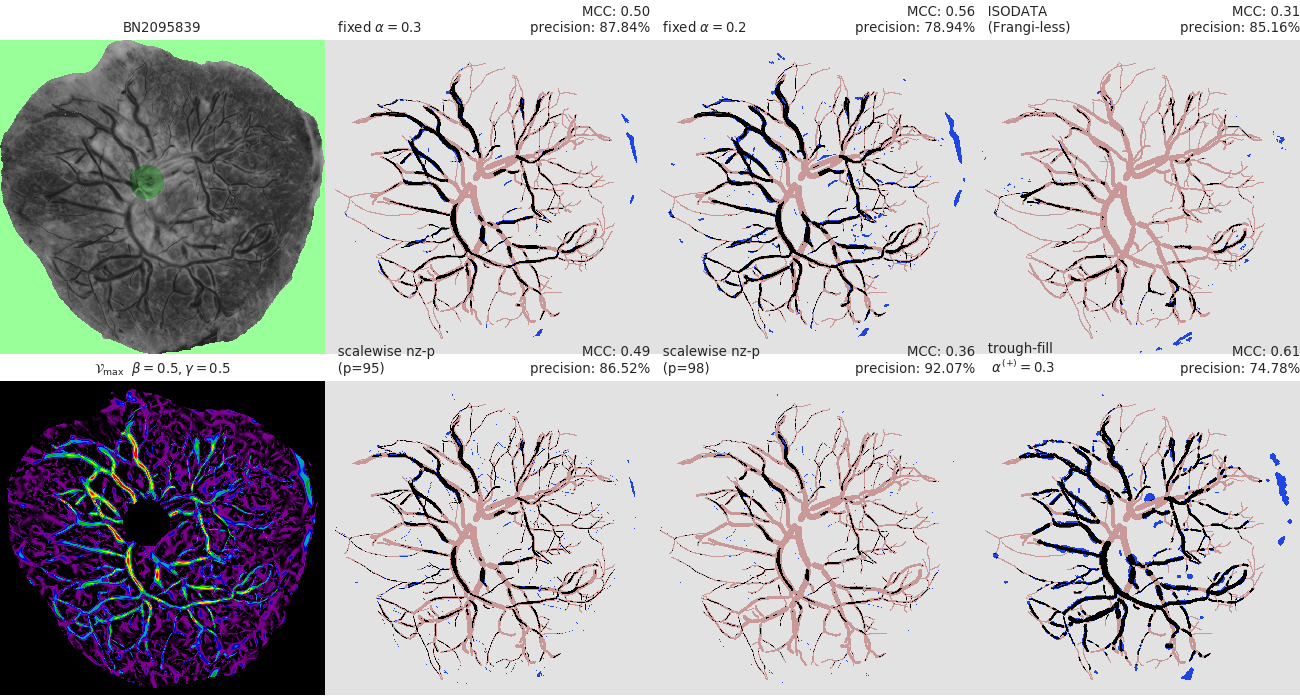 BN2095839
fixed α = 0.3
MCC: 0.50
precision: 87.84%
fixed α = 0.2
MCC: 0.56
precision: 78.94%
ISODATA
(Frangi-less)
MCC: 0.31
precision: 85.16%
𝒱max β = 0.5, γ = 0.5
scalewise nz-p
(p=95)
MCC: 0.49
precision: 86.52%
scalewise nz-p
(p=98)
MCC: 0.36
precision: 92.07%
trough-fill
α(+) = 0.3
MCC: 0.61
precision: 74.78%